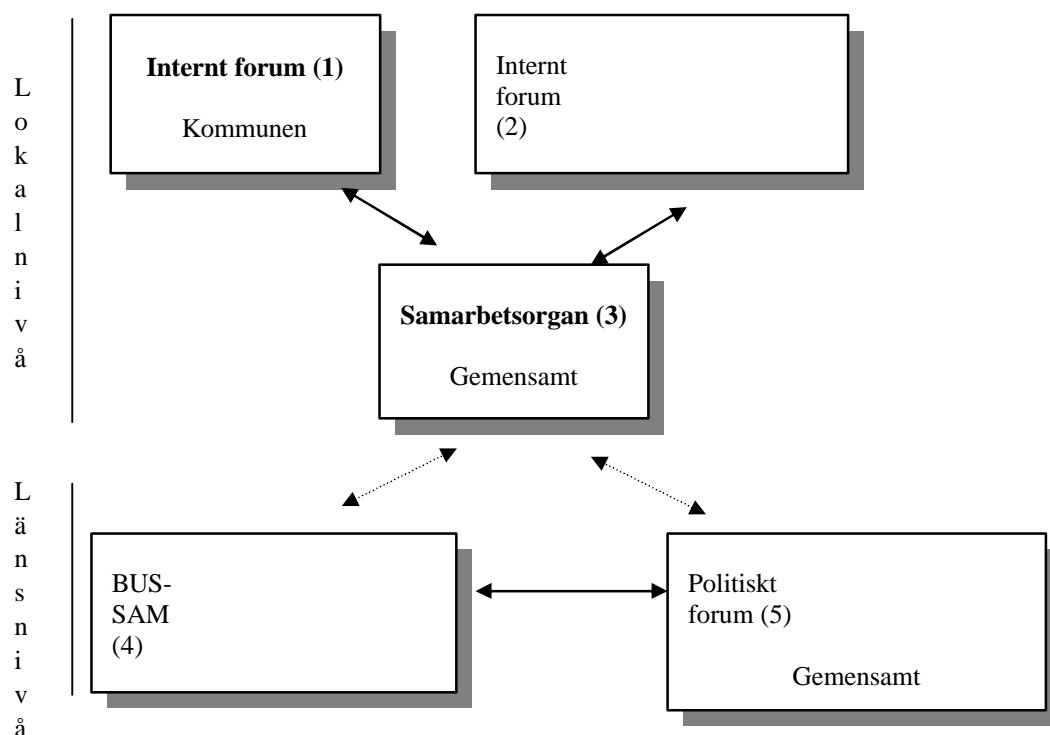 L
o
k
a
l
n
i
v
å
Internt forum (1)
Kommunen
Internt
forum
(2)
Samarbetsorgan (3)
Gemensamt
L
ä
n
s
n
i
v
å
BUS-
SAM
(4)
Politiskt
forum (5)
Gemensamt